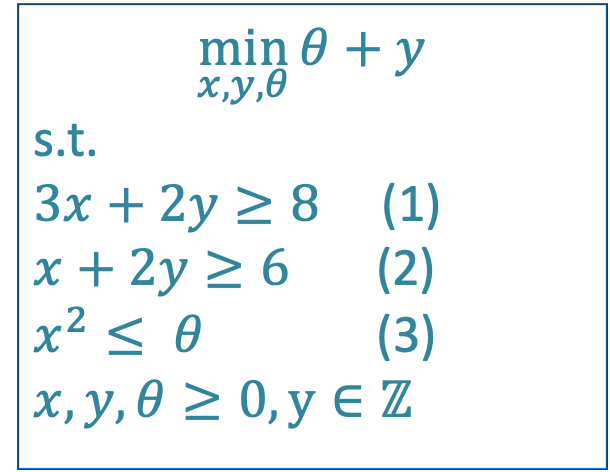 min θ + y
x,y,θ
s.t.
3x + 2y ≥ 8 (1)
x + 2y ≥ 6 (2)
x² ≤ θ (3)
x, y, θ ≥ 0, y ∈ ℤ